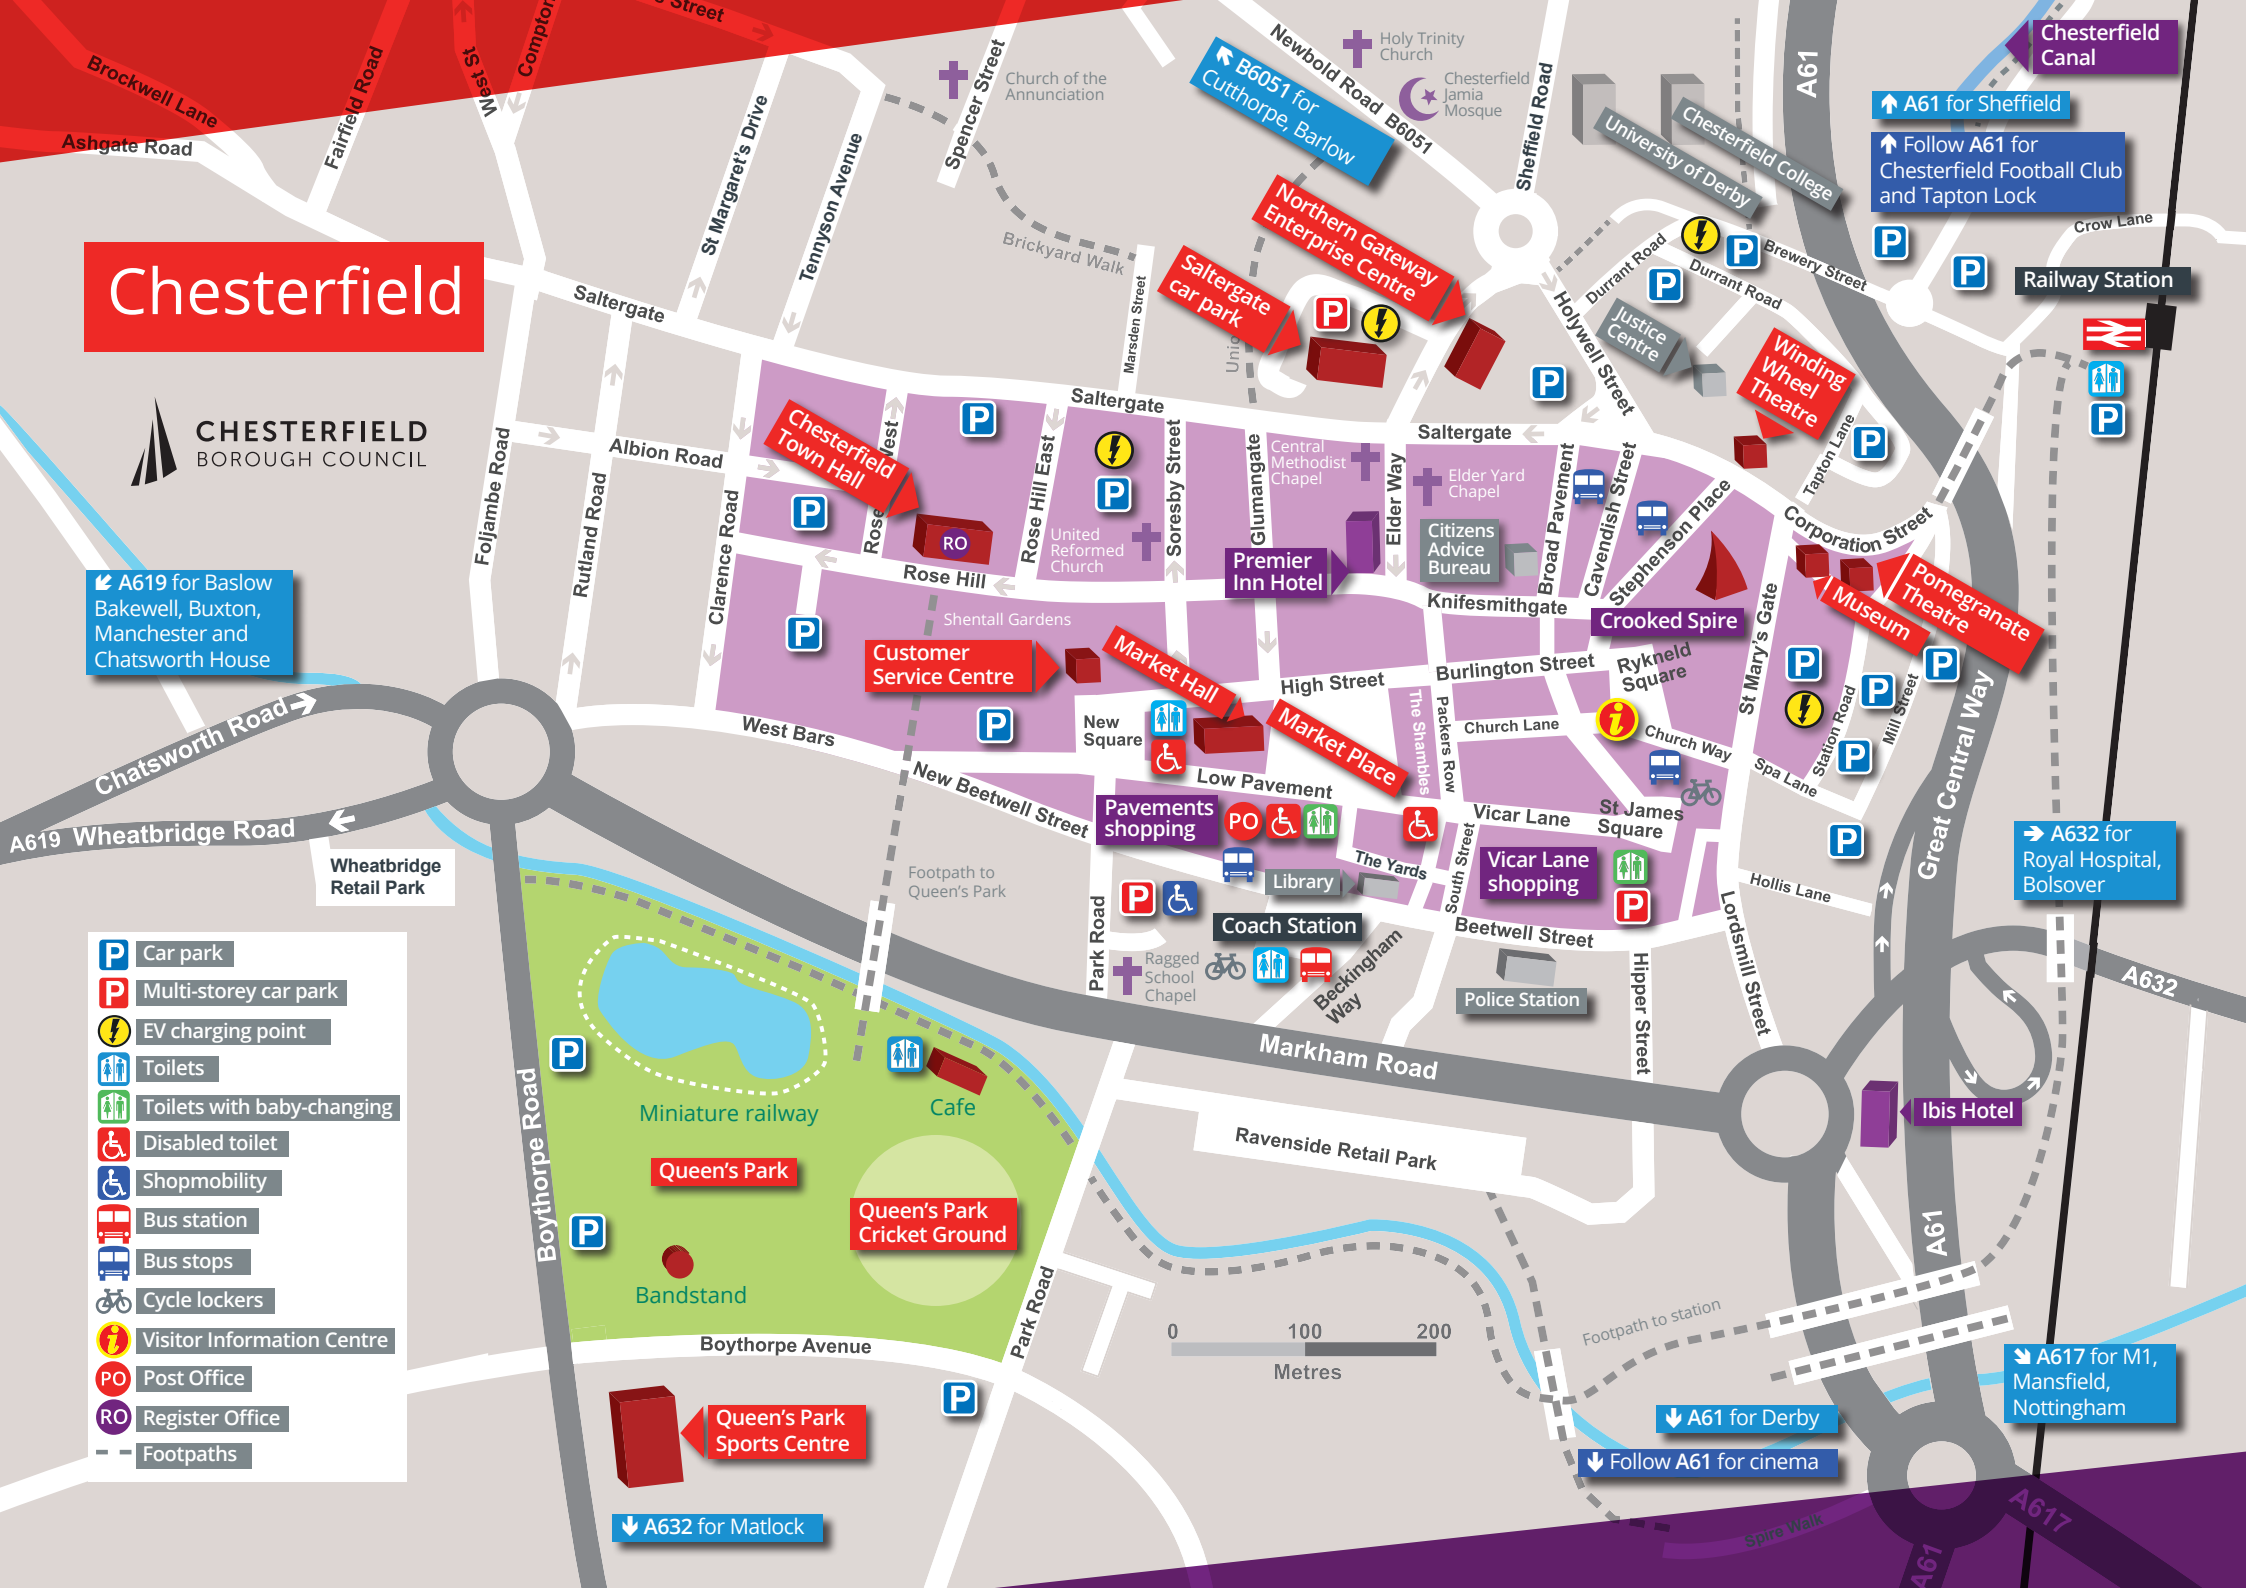 Street
Compton
West St
Brockwell Lane
Fairfield Road
Ashgate Road
St Margaret's Drive
Tennyson Avenue
Spencer Street
Church of the
Annunciation
Brickyard Walk
Marsden Street
Newbold Road B6051
B6051 for
Cutthorpe, Barlow
Holy Trinity
Church
Chesterfield
Jamia
Mosque
Sheffield Road
University of Derby
Chesterfield College
A61
Chesterfield
Canal
A61 for Sheffield
Follow A61 for
Chesterfield Football Club
and Tapton Lock
Crow Lane
Railway Station
Northern Gateway
Enterprise Centre
Saltergate
car park
P
Durrant Road
Durrant Road
Brewery Street
P
P
P
P
P
Holywell Street
Justice
Centre
Winding
Wheel
Theatre
Tapton Lane
P
P
Chesterfield
CHESTERFIELD
BOROUGH COUNCIL
Saltergate
Saltergate
Saltergate
Foljambe Road
Albion Road
Rutland Road
Clarence Road
Chesterfield
Town Hall
West
Rose
P
P
P
P
RO
Rose Hill East
Rose Hill
Soresby Street
United
Reformed
Church
Glumangate
Central
Methodist
Chapel
Elder Way
Elder Yard
Chapel
Citizens
Advice
Bureau
Premier
Inn Hotel
Broad Pavement
Cavendish Street
Stephenson Place
Corporation Street
Knifesmithgate
Crooked Spire
St Mary's Gate
Museum
Pomegranate
Theatre
Shentall Gardens
Customer
Service Centre
Market Hall
Market Place
High Street
Burlington Street
Rykneld
Square
The Shambles
Packers Row
Church Lane
i
Church Way
Spa Lane
Station Road
Mill Street
P
P
P
P
P
Great Central Way
A619 for Baslow
Bakewell, Buxton,
Manchester and
Chatsworth House
Chatsworth Road
A619 Wheatbridge Road
Wheatbridge
Retail Park
West Bars
P
New
Square
New Beetwell Street
Low Pavement
Pavements
shopping
PO
The Yards
Library
South Street
Vicar Lane
St James
Square
Vicar Lane
shopping
P
Hollis Lane
A632 for
Royal Hospital,
Bolsover
A632
Footpath to
Queen's Park
Park Road
P
Coach Station
Ragged
School
Chapel
Beckingham
Way
Beetwell Street
Police Station
Hipper Street
Lordsmill Street
Markham Road
Ravenside Retail Park
Ibis Hotel
A61
P
Car park
P
Multi-storey car park
EV charging point
Toilets
Toilets with baby-changing
Disabled toilet
Shopmobility
Bus station
Bus stops
Cycle lockers
i
Visitor Information Centre
PO
Post Office
RO
Register Office
Footpaths
Boythorpe Road
P
P
Miniature railway
Cafe
Queen's Park
Queen's Park
Cricket Ground
Bandstand
Boythorpe Avenue
Park Road
P
Queen's Park
Sports Centre
A632 for Matlock
0 100 200
Metres
Footpath to station
A61 for Derby
Follow A61 for cinema
A617 for M1,
Mansfield,
Nottingham
Spire Walk
A617
A61